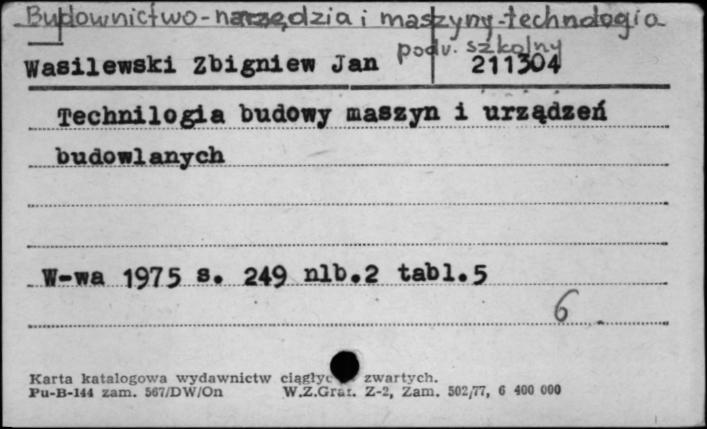 Budownictwo-narzędzia i maszyny-technologia
podr. szkolny
Wasilewski Zbigniew Jan 211304
Technilogia budowy maszyn i urządzeń
budowlanych
W-wa 1975 s. 249 nlb.2 tabl.5
6
Karta katalogowa wydawnictw ciągłyc zwartych.
Pu-B-144 zam. 567/DW/On W.Z.Graf. Z-2, Zam. 502/77, 6 400 000